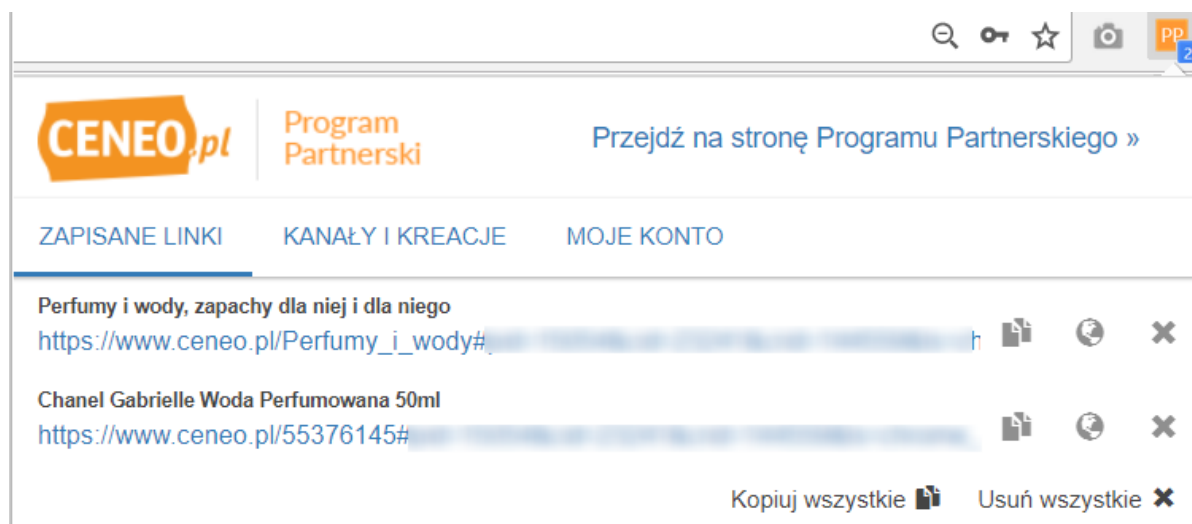 PP
2
CENEO.pl
Program
Partnerski
Przejdź na stronę Programu Partnerskiego »
ZAPISANE LINKI KANAŁY I KREACJE MOJE KONTO
Perfumy i wody, zapachy dla niej i dla niego
https://www.ceneo.pl/Perfumy_i_wody#
Chanel Gabrielle Woda Perfumowana 50ml
https://www.ceneo.pl/55376145#
Kopiuj wszystkie Usuń wszystkie